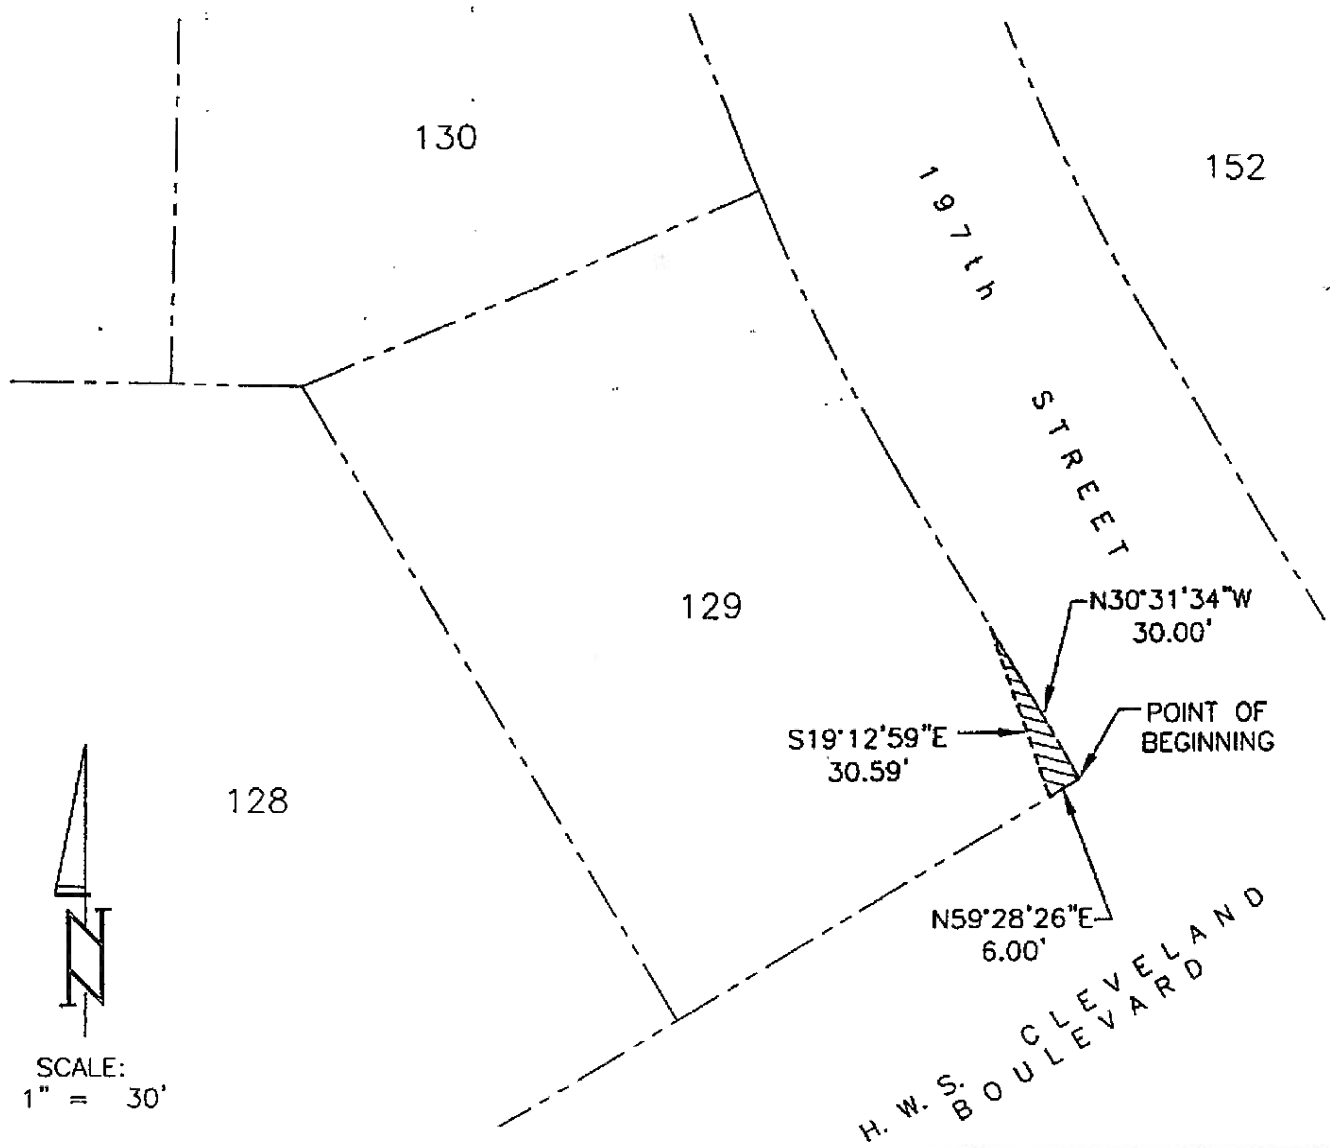 130
152
197th STREET
129
N30°31'34"W
30.00'
POINT OF
BEGINNING
S19°12'59"E
30.59'
128
N59°28'26"E
6.00'
H. W. S. CLEVELAND
BOULEVARD
N
SCALE:
1" = 30'